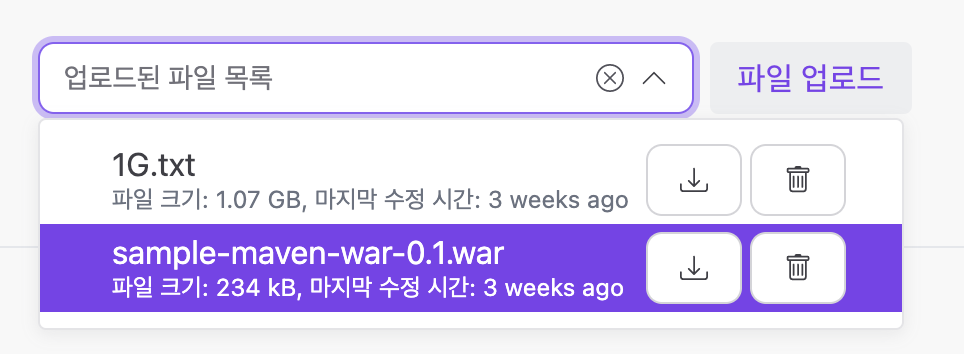 업로드된 파일 목록
파일 업로드
1G.txt
파일 크기: 1.07 GB, 마지막 수정 시간: 3 weeks ago
sample-maven-war-0.1.war
파일 크기: 234 kB, 마지막 수정 시간: 3 weeks ago